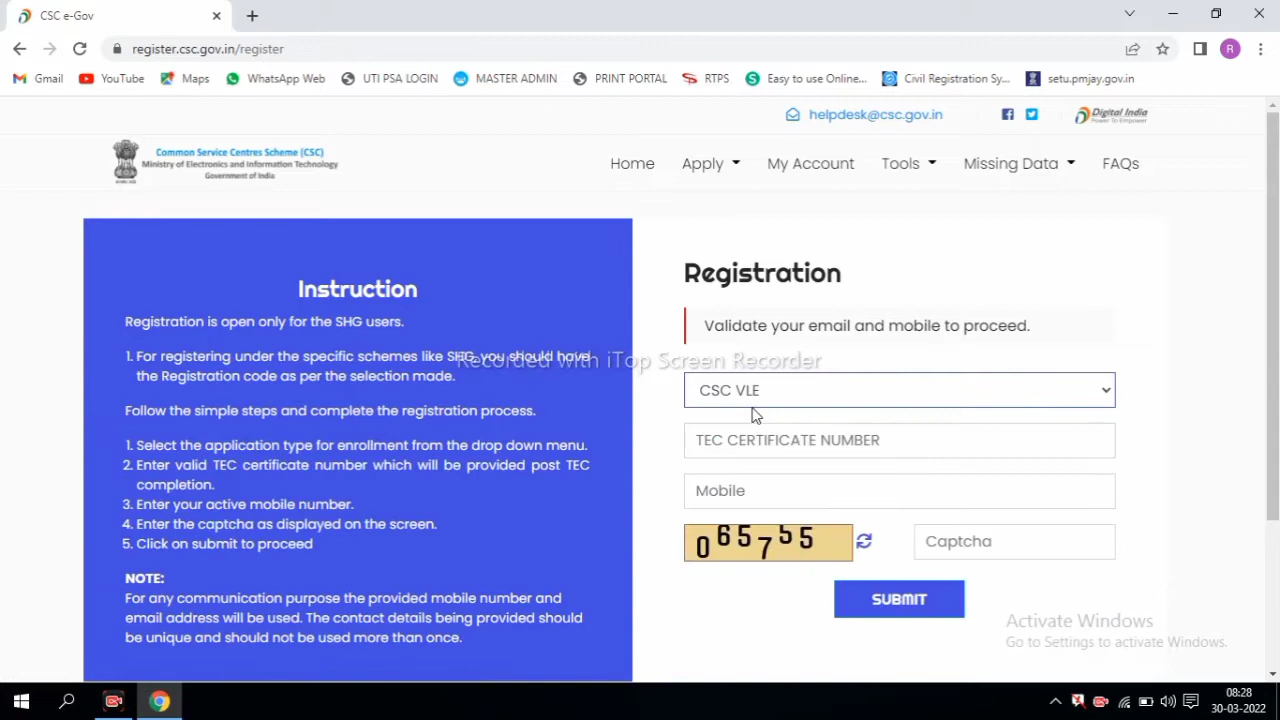 CSC e-Gov
register.csc.gov.in/register
R
Gmail
YouTube
Maps
WhatsApp Web
UTI PSA LOGIN
MASTER ADMIN
PRINT PORTAL
RTPS
Easy to use Online...
Civil Registration Sy...
setu.pmjay.gov.in
helpdesk@csc.gov.in
Digital India
Power To Empower
Common Service Centres Scheme (CSC)
Ministry of Electronics and Information Technology
Government of India
Home
Apply
My Account
Tools
Missing Data
FAQs
Instruction
Registration is open only for the SHG users.
1. For registering under the specific schemes like SHG, you should have
the Registration code as per the selection made.
Follow the simple steps and complete the registration process.
1. Select the application type for enrollment from the drop down menu.
2. Enter valid TEC certificate number which will be provided post TEC
completion.
3. Enter your active mobile number.
4. Enter the captcha as displayed on the screen.
5. Click on submit to proceed
NOTE:
For any communication purpose the provided mobile number and
email address will be used. The contact details being provided should
be unique and should not be used more than once.
Registration
Validate your email and mobile to proceed.
Recorded with iTop Screen Recorder
CSC VLE
TEC CERTIFICATE NUMBER
Mobile
065755
Captcha
SUBMIT
Activate Windows
Go to Settings to activate Windows.
08:28
30-03-2022